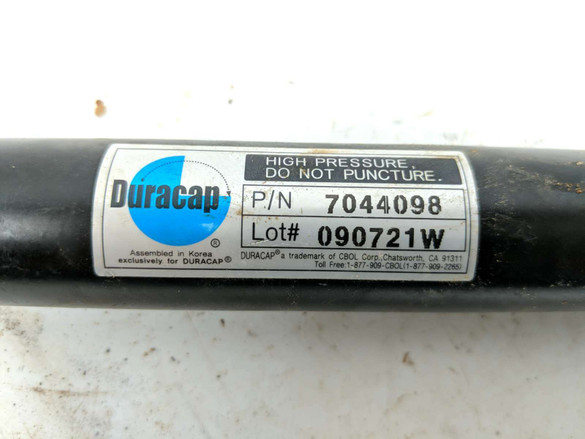 Duracap
®
Assembled in Korea
exclusively for DURACAP®
HIGH PRESSURE.
DO NOT PUNCTURE.
P/N 7044098
Lot# 090721W
DURACAP® a trademark of CBOL Corp., Chatsworth, CA 91311
Toll Free:1-877-909-CBOL(1-877-909-2265)